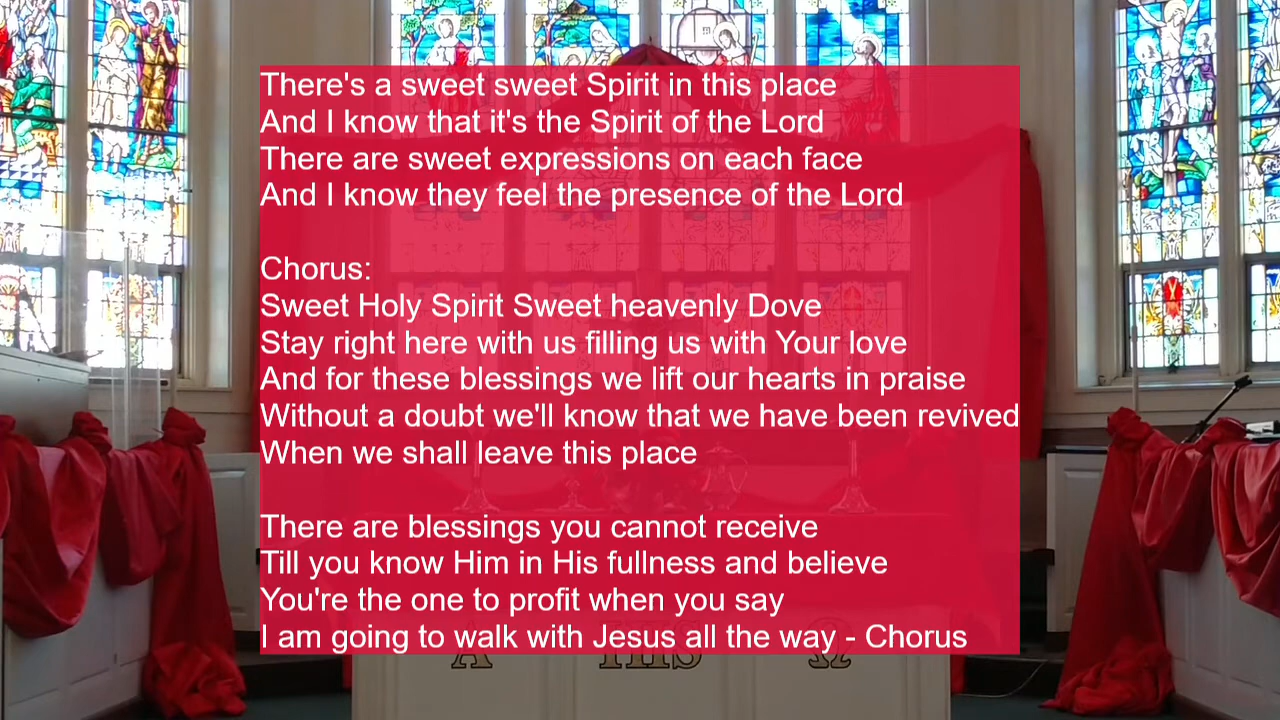 There's a sweet sweet Spirit in this place
And I know that it's the Spirit of the Lord
There are sweet expressions on each face
And I know they feel the presence of the Lord
Chorus:
Sweet Holy Spirit Sweet heavenly Dove
Stay right here with us filling us with Your love
And for these blessings we lift our hearts in praise
Without a doubt we'll know that we have been revived
When we shall leave this place
There are blessings you cannot receive
Till you know Him in His fullness and believe
You're the one to profit when you say
I am going to walk with Jesus all the way - Chorus
A IHS Ω